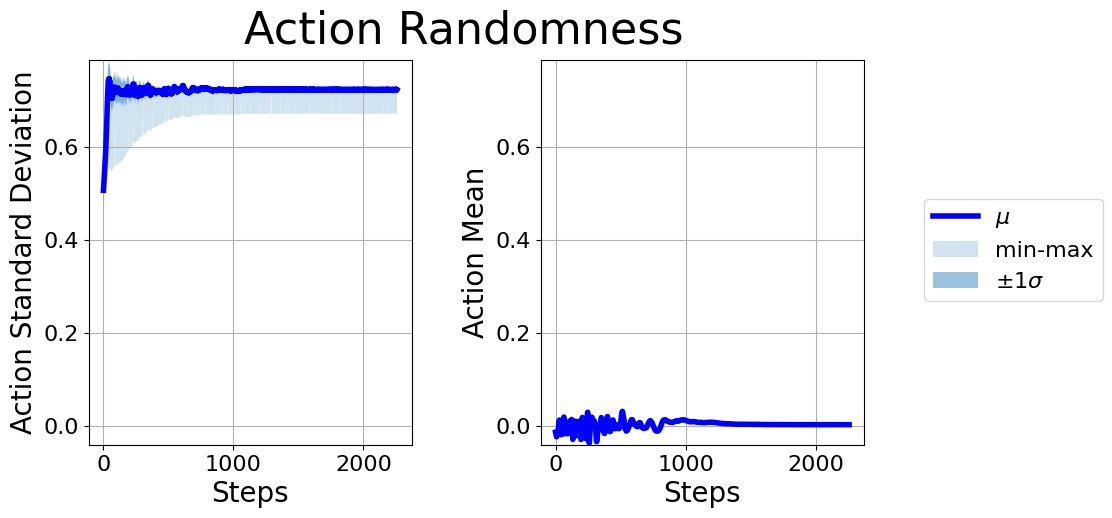 Action Randomness
Action Standard Deviation
0.6
0.4
0.2
0.0
0 1000 2000
Steps
Action Mean
0.6
0.4
0.2
0.0
0 1000 2000
Steps
μ
min-max
±1σ